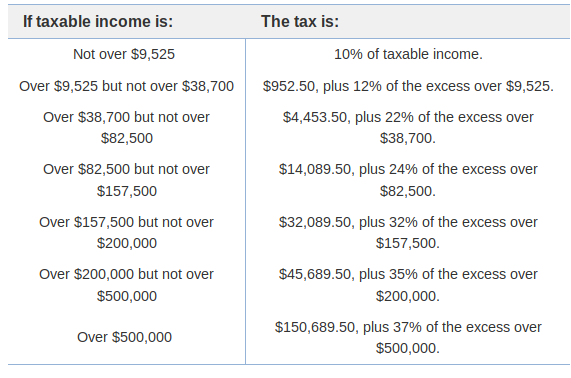 If taxable income is: The tax is:
Not over $9,525 10% of taxable income.
Over $9,525 but not over $38,700 $952.50, plus 12% of the excess over $9,525.
Over $38,700 but not over $4,453.50, plus 22% of the excess over
$82,500 $38,700.
Over $82,500 but not over $14,089.50, plus 24% of the excess over
$157,500 $82,500.
Over $157,500 but not over $32,089.50, plus 32% of the excess over
$200,000 $157,500.
Over $200,000 but not over $45,689.50, plus 35% of the excess over
$500,000 $200,000.
Over $500,000 $150,689.50, plus 37% of the excess over
$500,000.